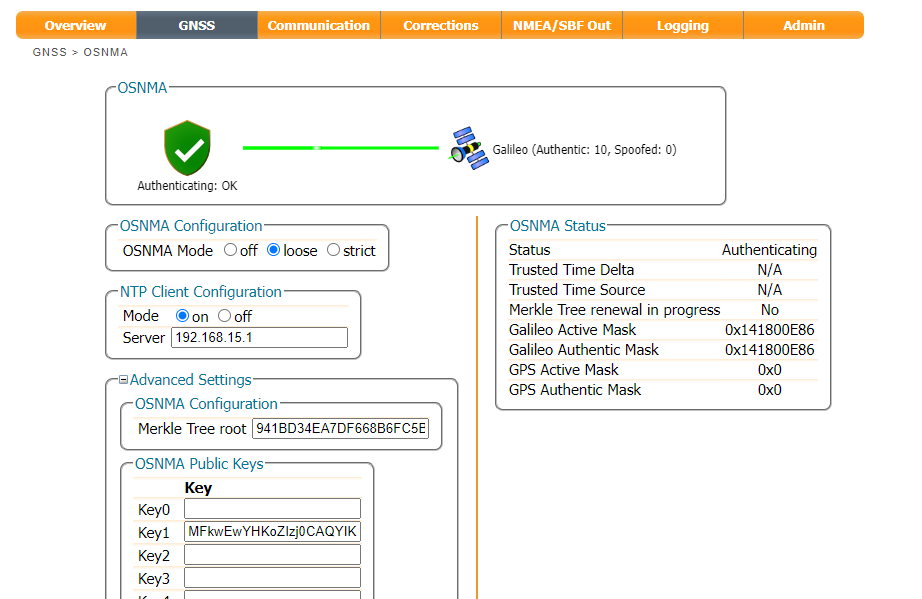 Overview GNSS Communication Corrections NMEA/SBF Out Logging Admin
GNSS > OSNMA
OSNMA
Galileo (Authentic: 10, Spoofed: 0)
Authenticating: OK
OSNMA Configuration
OSNMA Mode off loose strict
NTP Client Configuration
Mode on off
Server 192.168.15.1
Advanced Settings
OSNMA Configuration
Merkle Tree root 941BD34EA7DF668B6FC5E
OSNMA Public Keys
Key
Key0
Key1 MFkwEwYHKoZIzj0CAQYIK
Key2
Key3
OSNMA Status
Status Authenticating
Trusted Time Delta N/A
Trusted Time Source N/A
Merkle Tree renewal in progress No
Galileo Active Mask 0x141800E86
Galileo Authentic Mask 0x141800E86
GPS Active Mask 0x0
GPS Authentic Mask 0x0